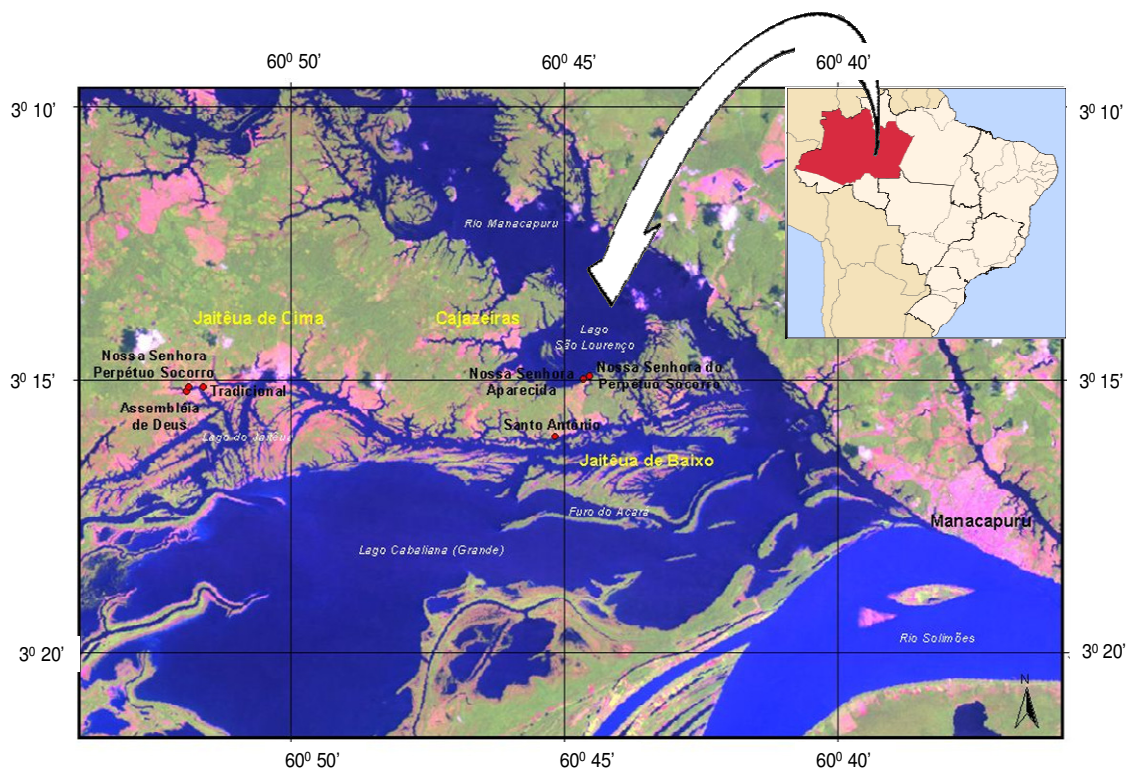 60⁰ 50’
60⁰ 45’
60⁰ 40’
3⁰ 10’
3⁰ 10’
Rio Manacapuru
Jaitêua de Cima
Cajazeiras
Lago
São Lourenço
Nossa Senhora
Perpétuo Socorro
Nossa Senhora
Aparecida
Nossa Senhora do
Perpétuo Socorro
3⁰ 15’
3⁰ 15’
Tradicional
Assembléia
de Deus
Santo Antônio
Lago do Jaitêua
Jaitêua de Baixo
Furo do Acará
Manacapuru
Lago Cabaliana (Grande)
Rio Solimões
3⁰ 20’
3⁰ 20’
N
60⁰ 50’
60⁰ 45’
60⁰ 40’